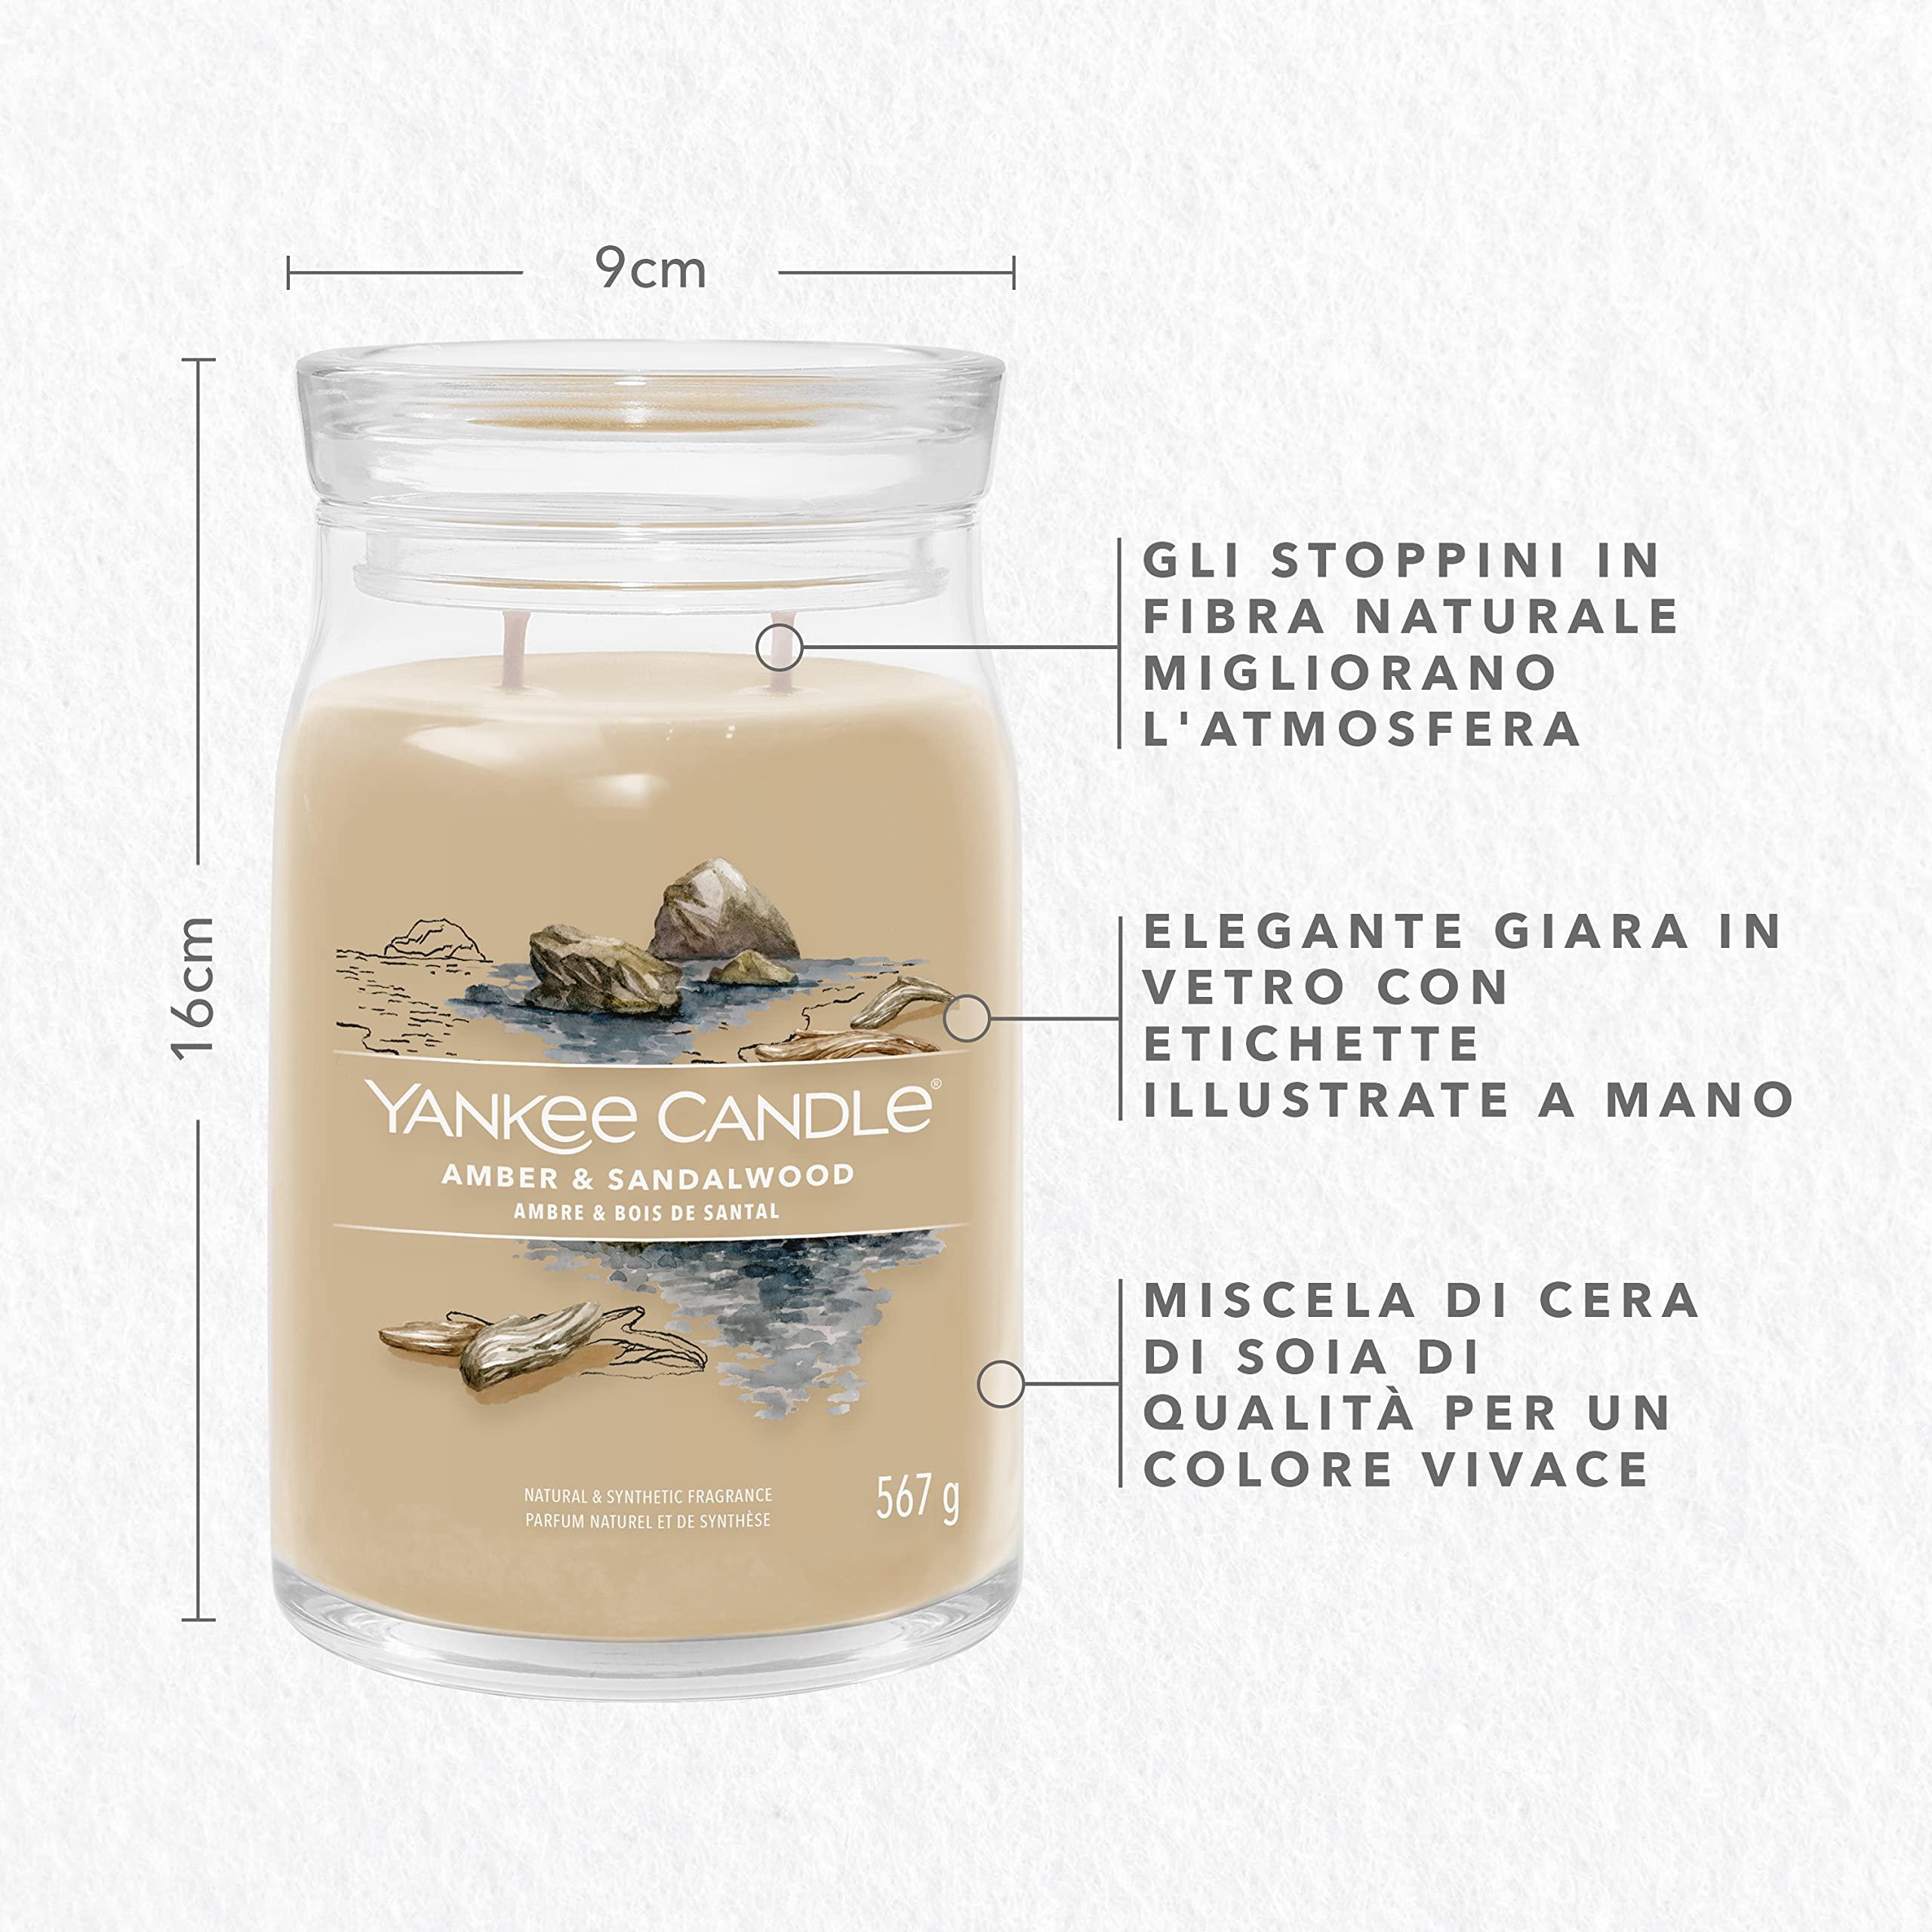 9cm
16cm
GLI STOPPINI IN
FIBRA NATURALE
MIGLIORANO
L'ATMOSFERA
ELEGANTE GIARA IN
VETRO CON
ETICHETTE
ILLUSTRATE A MANO
YANKEE CANDLE®
AMBER & SANDALWOOD
AMBRE & BOIS DE SANTAL
MISCELA DI CERA
DI SOIA DI
QUALITÀ PER UN
COLORE VIVACE
NATURAL & SYNTHETIC FRAGRANCE
PARFUM NATUREL ET DE SYNTHÈSE
567 g